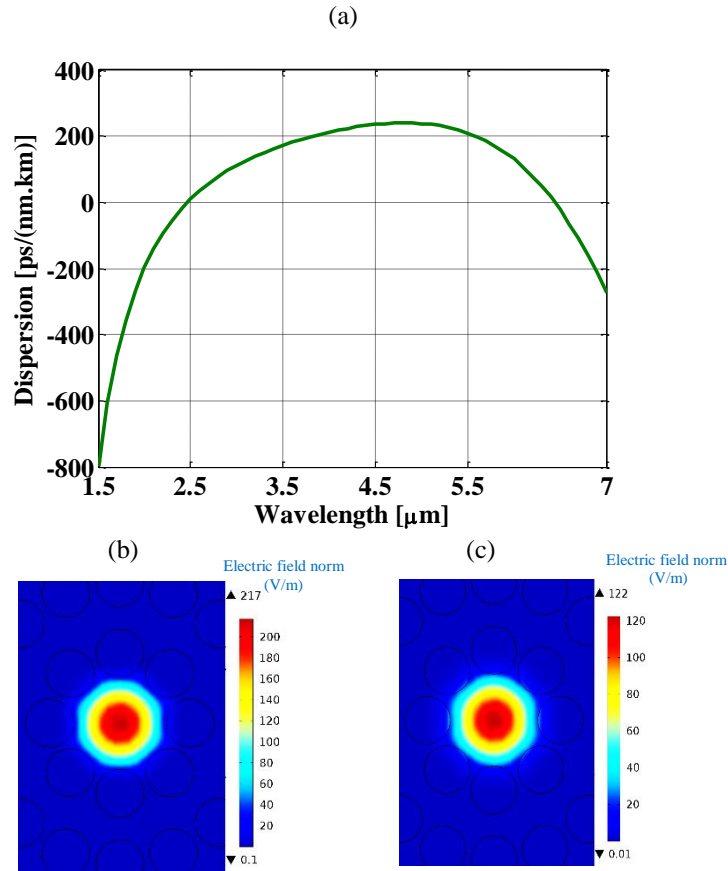 (a)
400
200
0
-200
-400
-600
-800
Dispersion [ps/(nm.km)]
1.5 2.5 3.5 4.5 5.5 7
Wavelength [μm]
(b)
Electric field norm
(V/m)
▲ 217
200
180
160
140
120
100
80
60
40
20
▼ 0.1
(c)
Electric field norm
(V/m)
▲ 122
120
100
80
60
40
20
▼ 0.01